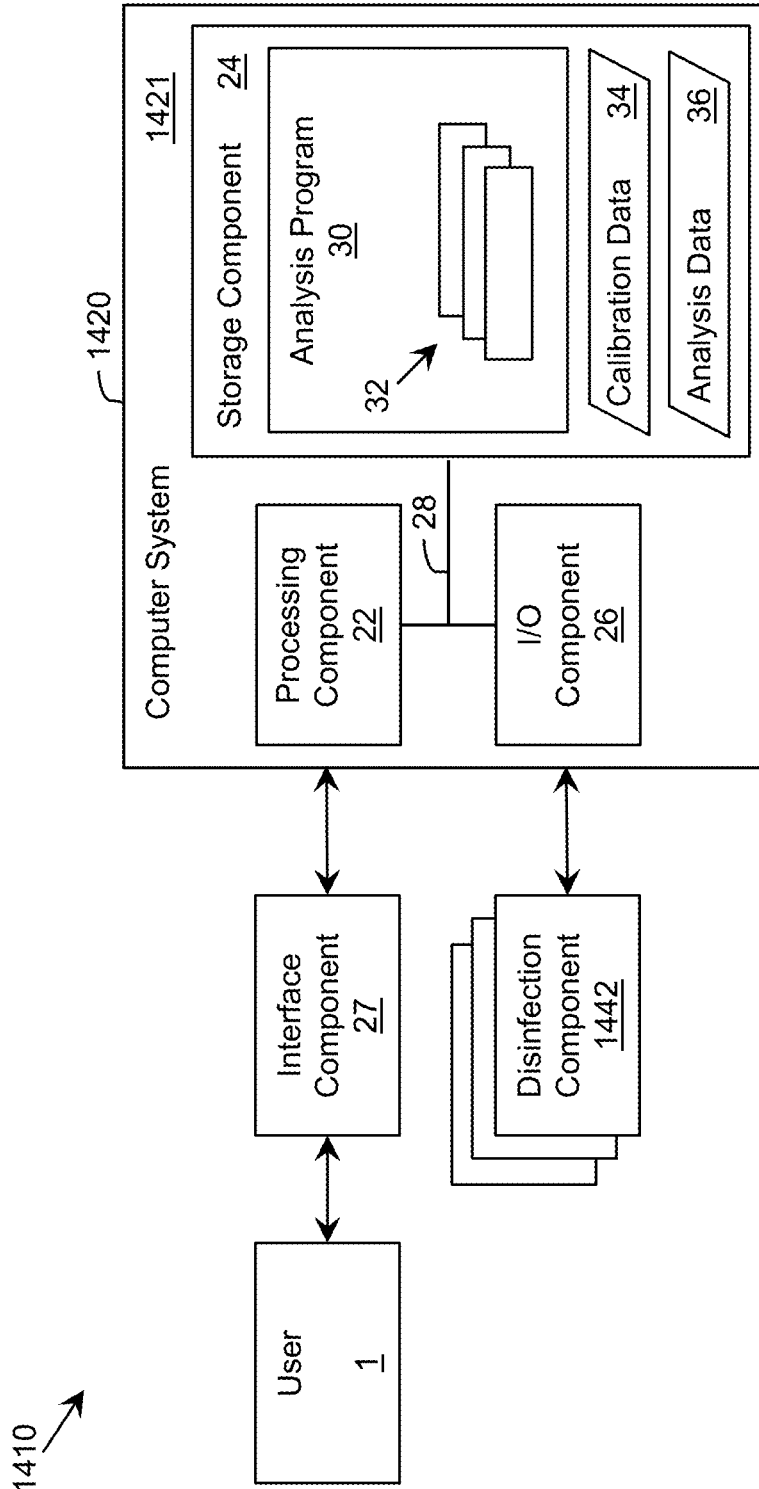 1410
User
1
Interface
Component
27
Disinfection
Component
1442
1420
Computer System
1421
Processing
Component
22
28
I/O
Component
26
Storage Component
24
Analysis Program
30
32
Calibration Data
34
Analysis Data
36